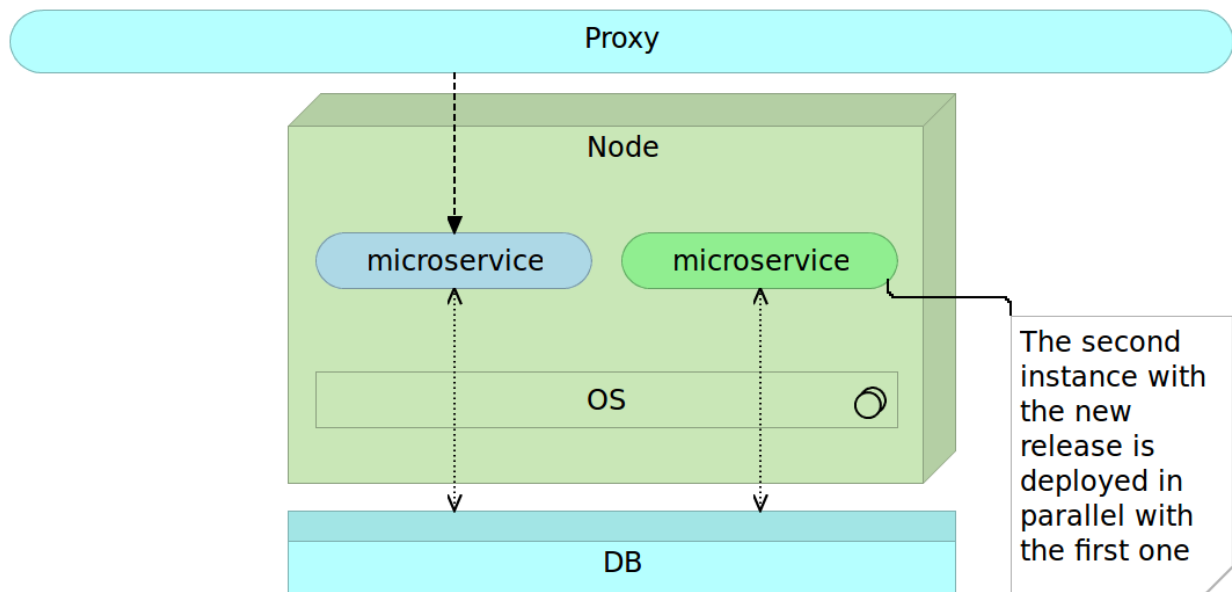 Proxy
Node
microservice
microservice
OS
The second
instance with
the new
release is
deployed in
parallel with
the first one
DB